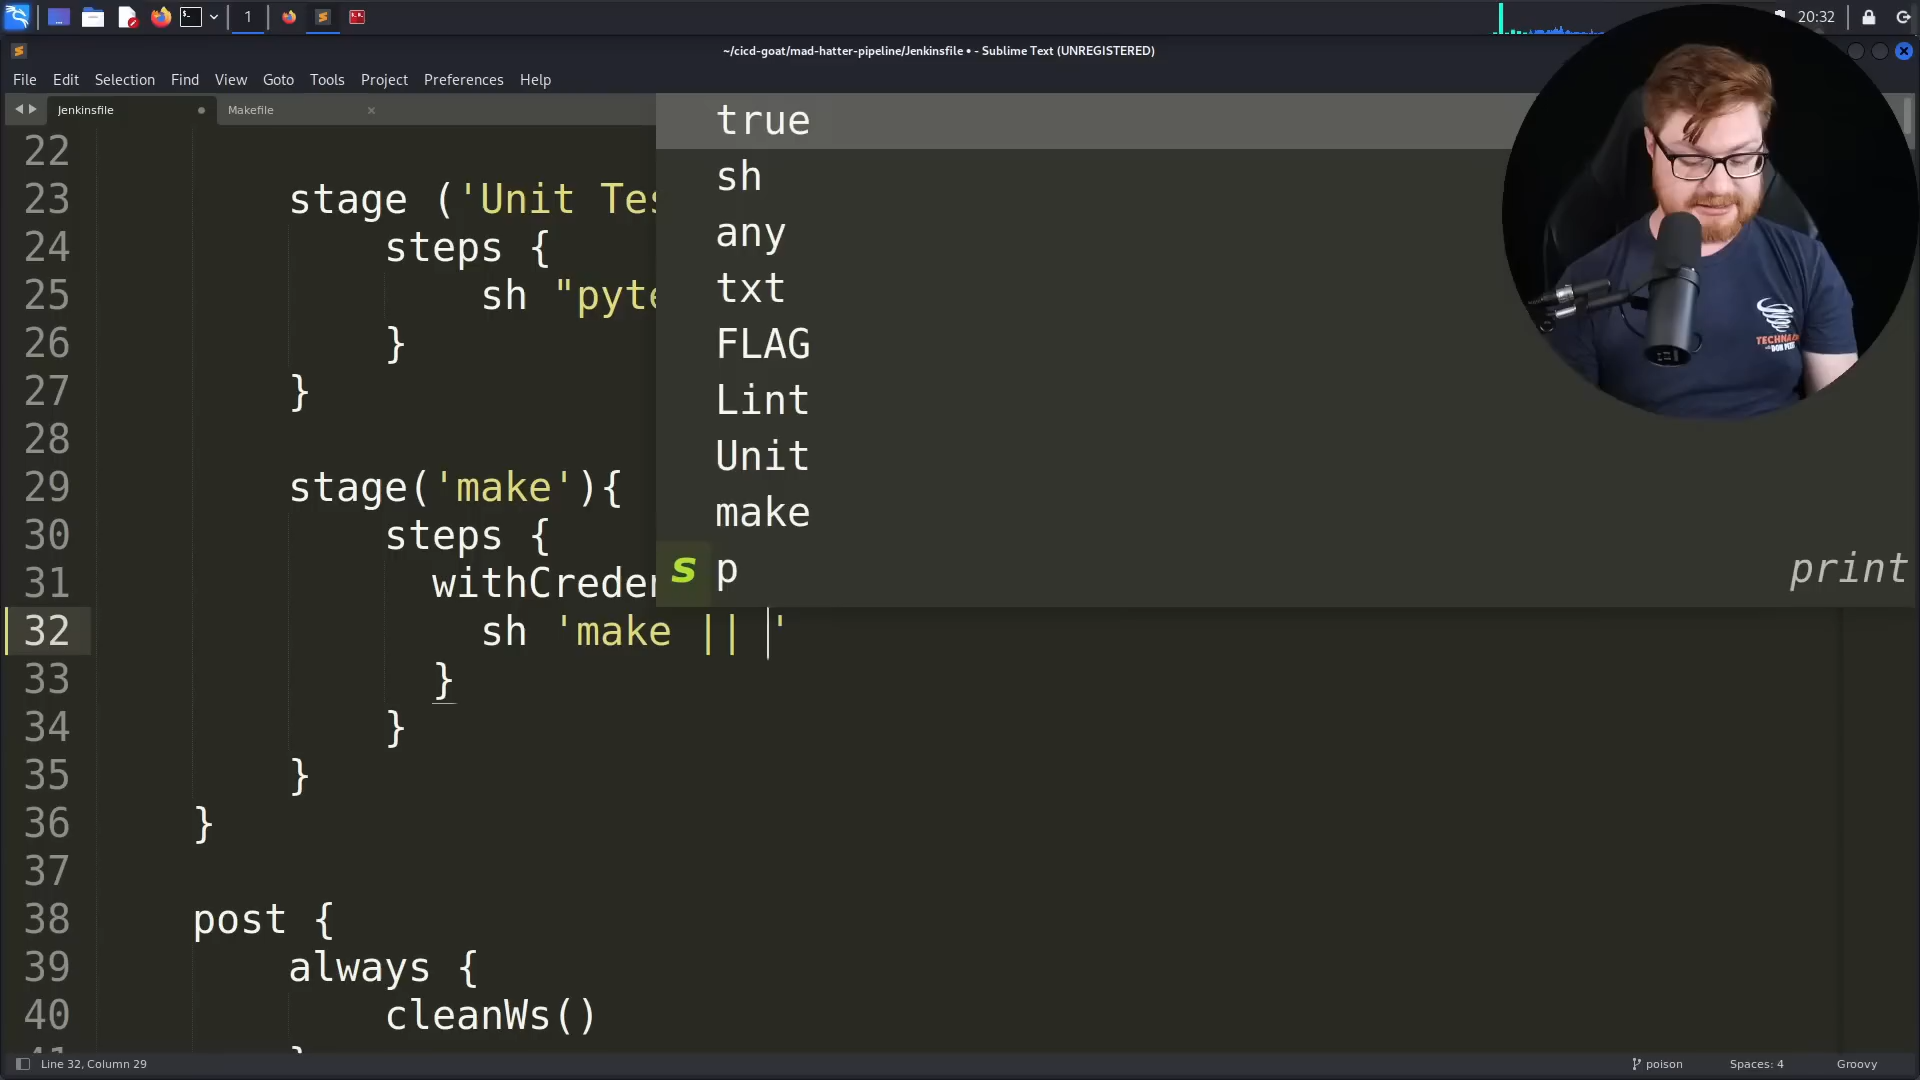 1
20:32
~/cicd-goat/mad-hatter-pipeline/Jenkinsfile • - Sublime Text (UNREGISTERED)
File Edit Selection Find View Goto Tools Project Preferences Help
Jenkinsfile
Makefile
true
sh
any
txt
FLAG
Lint
Unit
make
s p print
22
23 stage ('Unit Tes
24 steps {
25 sh "pyte
26 }
27 }
28
29 stage('make'){
30 steps {
31 withCreden
32 sh 'make || '
33 }
34 }
35 }
36 }
37
38 post {
39 always {
40 cleanWs()
41 }
Line 32, Column 29
poison
Spaces: 4
Groovy